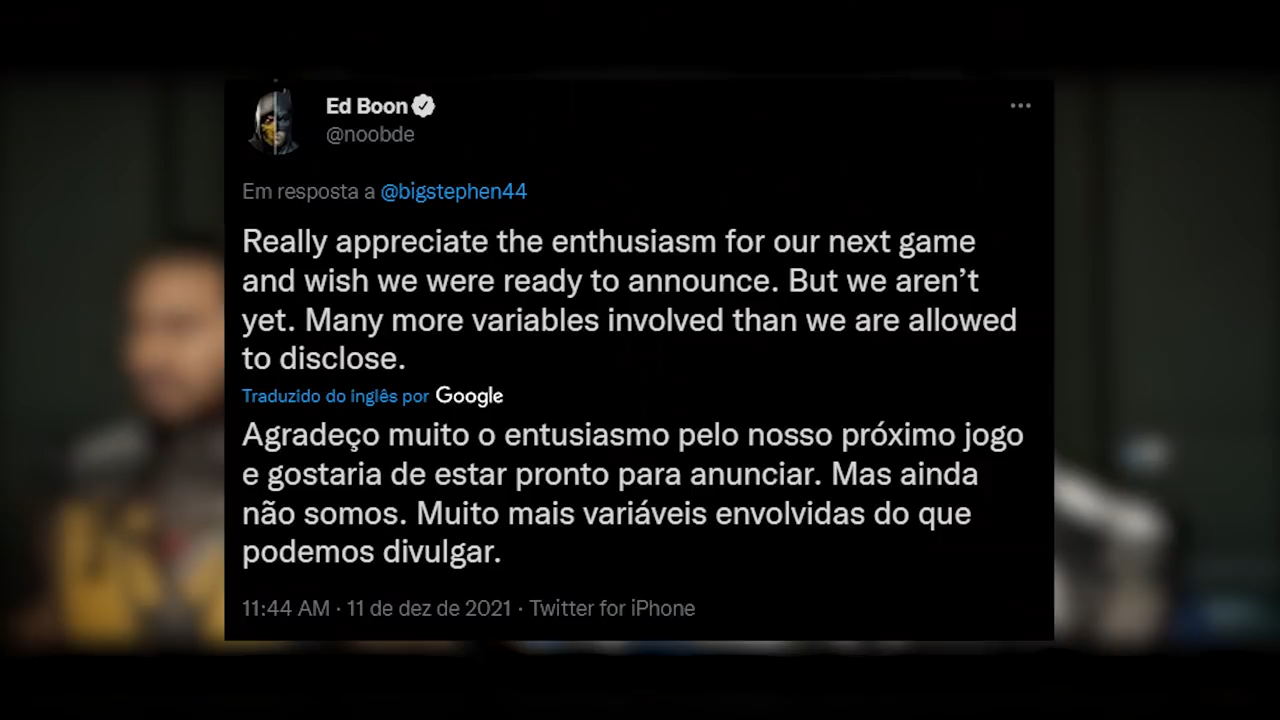 Ed Boon
@noobde
Em resposta a @bigstephen44
Really appreciate the enthusiasm for our next game
and wish we were ready to announce. But we aren’t
yet. Many more variables involved than we are allowed
to disclose.
Traduzido do inglês por Google
Agradeço muito o entusiasmo pelo nosso próximo jogo
e gostaria de estar pronto para anunciar. Mas ainda
não somos. Muito mais variáveis envolvidas do que
podemos divulgar.
11:44 AM · 11 de dez de 2021 · Twitter for iPhone